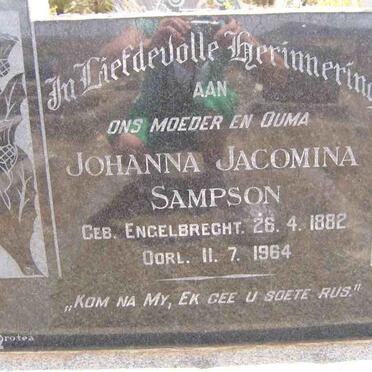 In Liefdevolle Herinnering
AAN
ONS MOEDER EN OUMA
JOHANNA JACOMINA
SAMPSON
GEB. ENGELBRECHT. 26. 4. 1882
OORL. 11. 7. 1964
„KOM NA MY, EK GEE U SOETE RUS."
Protea